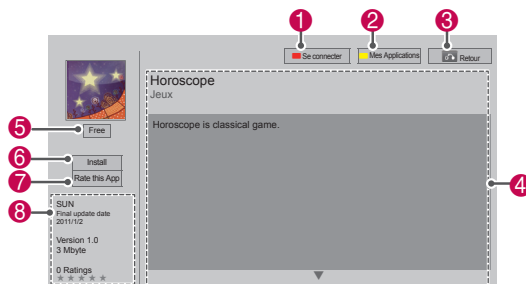 1
2
3
Se connecter
Mes Applications
Retour
Horoscope
Jeux
Horoscope is classical game.
4
5
Free
6
Install
7
Rate this App
8
SUN
Final update date
2011/1/2
Version 1.0
3 Mbyte
0 Ratings